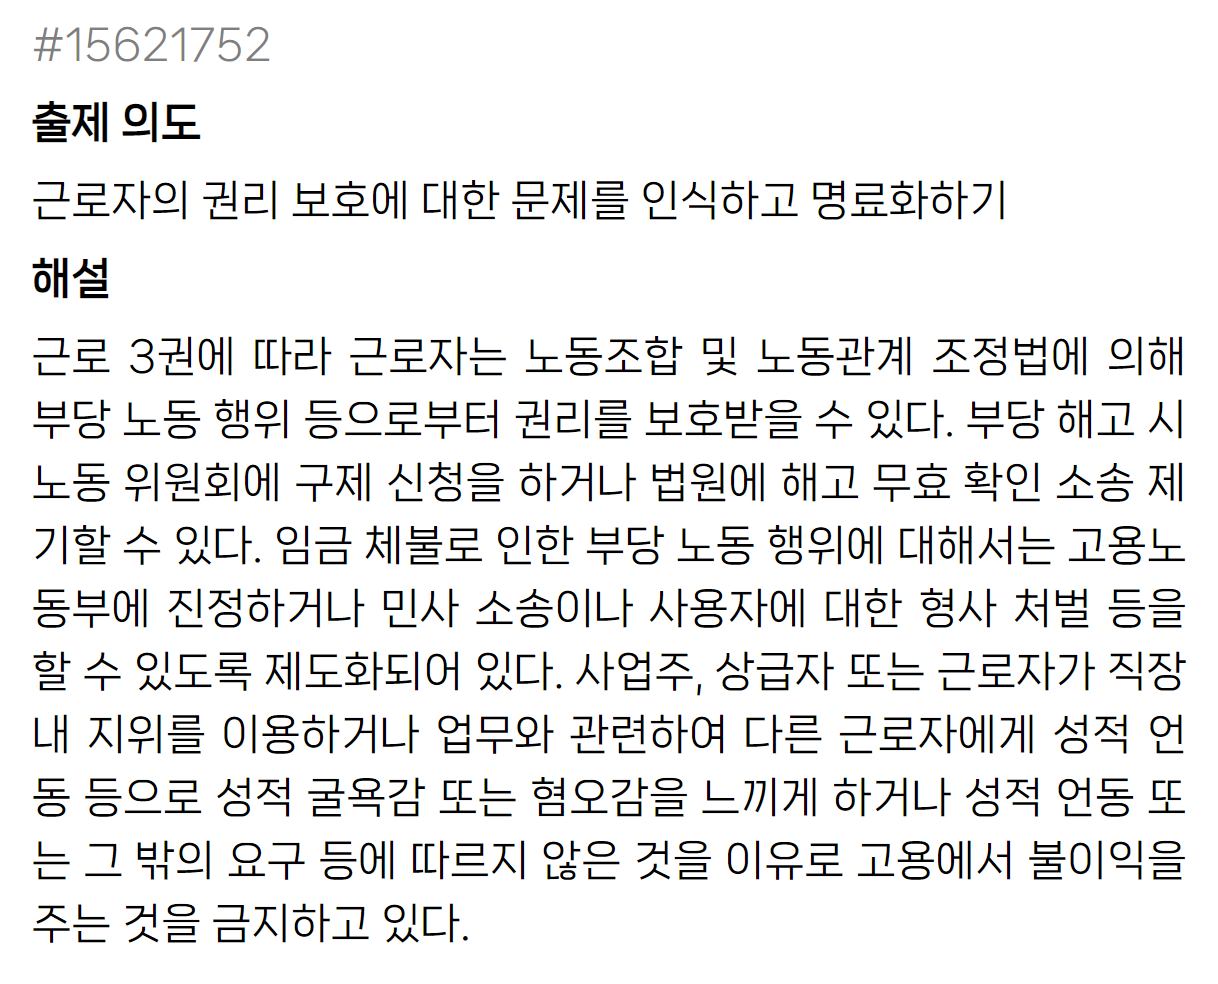 #15621752
출제 의도
근로자의 권리 보호에 대한 문제를 인식하고 명료화하기
해설
근로 3권에 따라 근로자는 노동조합 및 노동관계 조정법에 의해
부당 노동 행위 등으로부터 권리를 보호받을 수 있다. 부당 해고 시
노동 위원회에 구제 신청을 하거나 법원에 해고 무효 확인 소송 제
기할 수 있다. 임금 체불로 인한 부당 노동 행위에 대해서는 고용노
동부에 진정하거나 민사 소송이나 사용자에 대한 형사 처벌 등을
할 수 있도록 제도화되어 있다. 사업주, 상급자 또는 근로자가 직장
내 지위를 이용하거나 업무와 관련하여 다른 근로자에게 성적 언
동 등으로 성적 굴욕감 또는 혐오감을 느끼게 하거나 성적 언동 또
는 그 밖의 요구 등에 따르지 않은 것을 이유로 고용에서 불이익을
주는 것을 금지하고 있다.